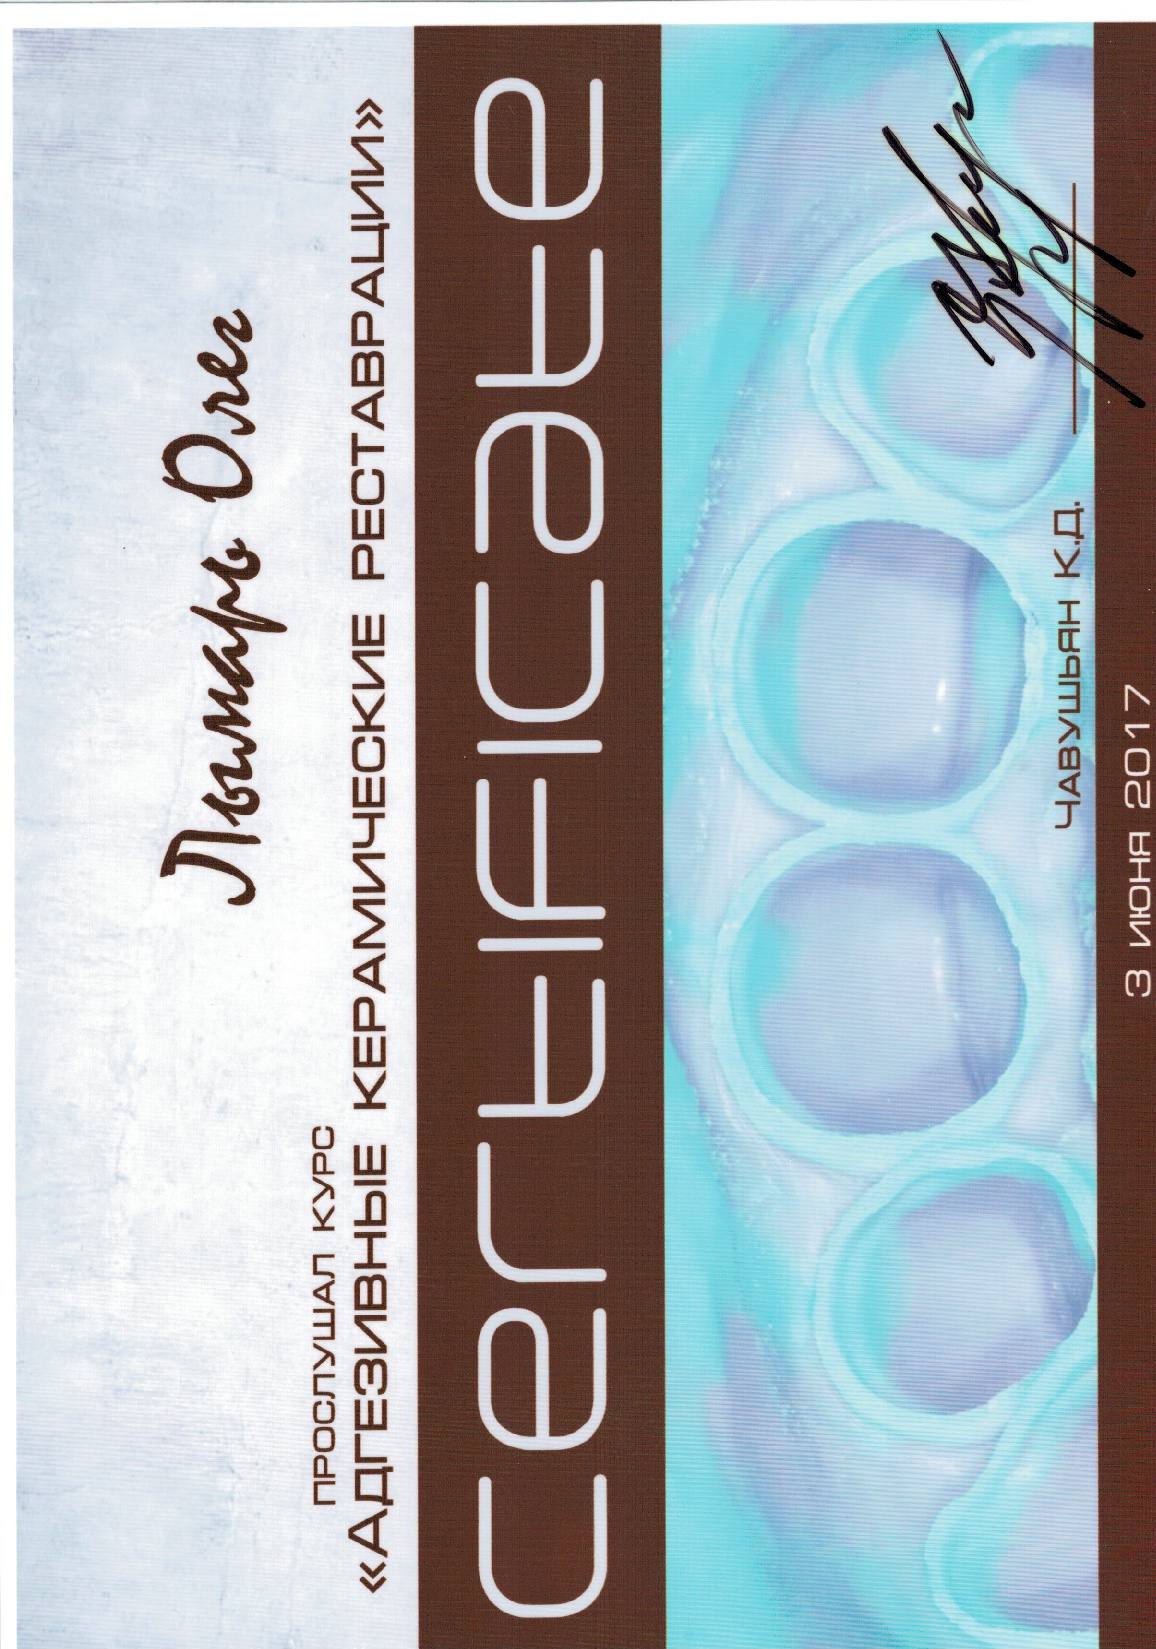 Лымарь Олег
ПРОСЛУШАЛ КУРС
«АДГЕЗИВНЫЕ КЕРАМИЧЕСКИЕ РЕСТАВРАЦИИ»
certificate
ЧАВУШЬЯН К.Д.
3 ИЮНЯ 2017